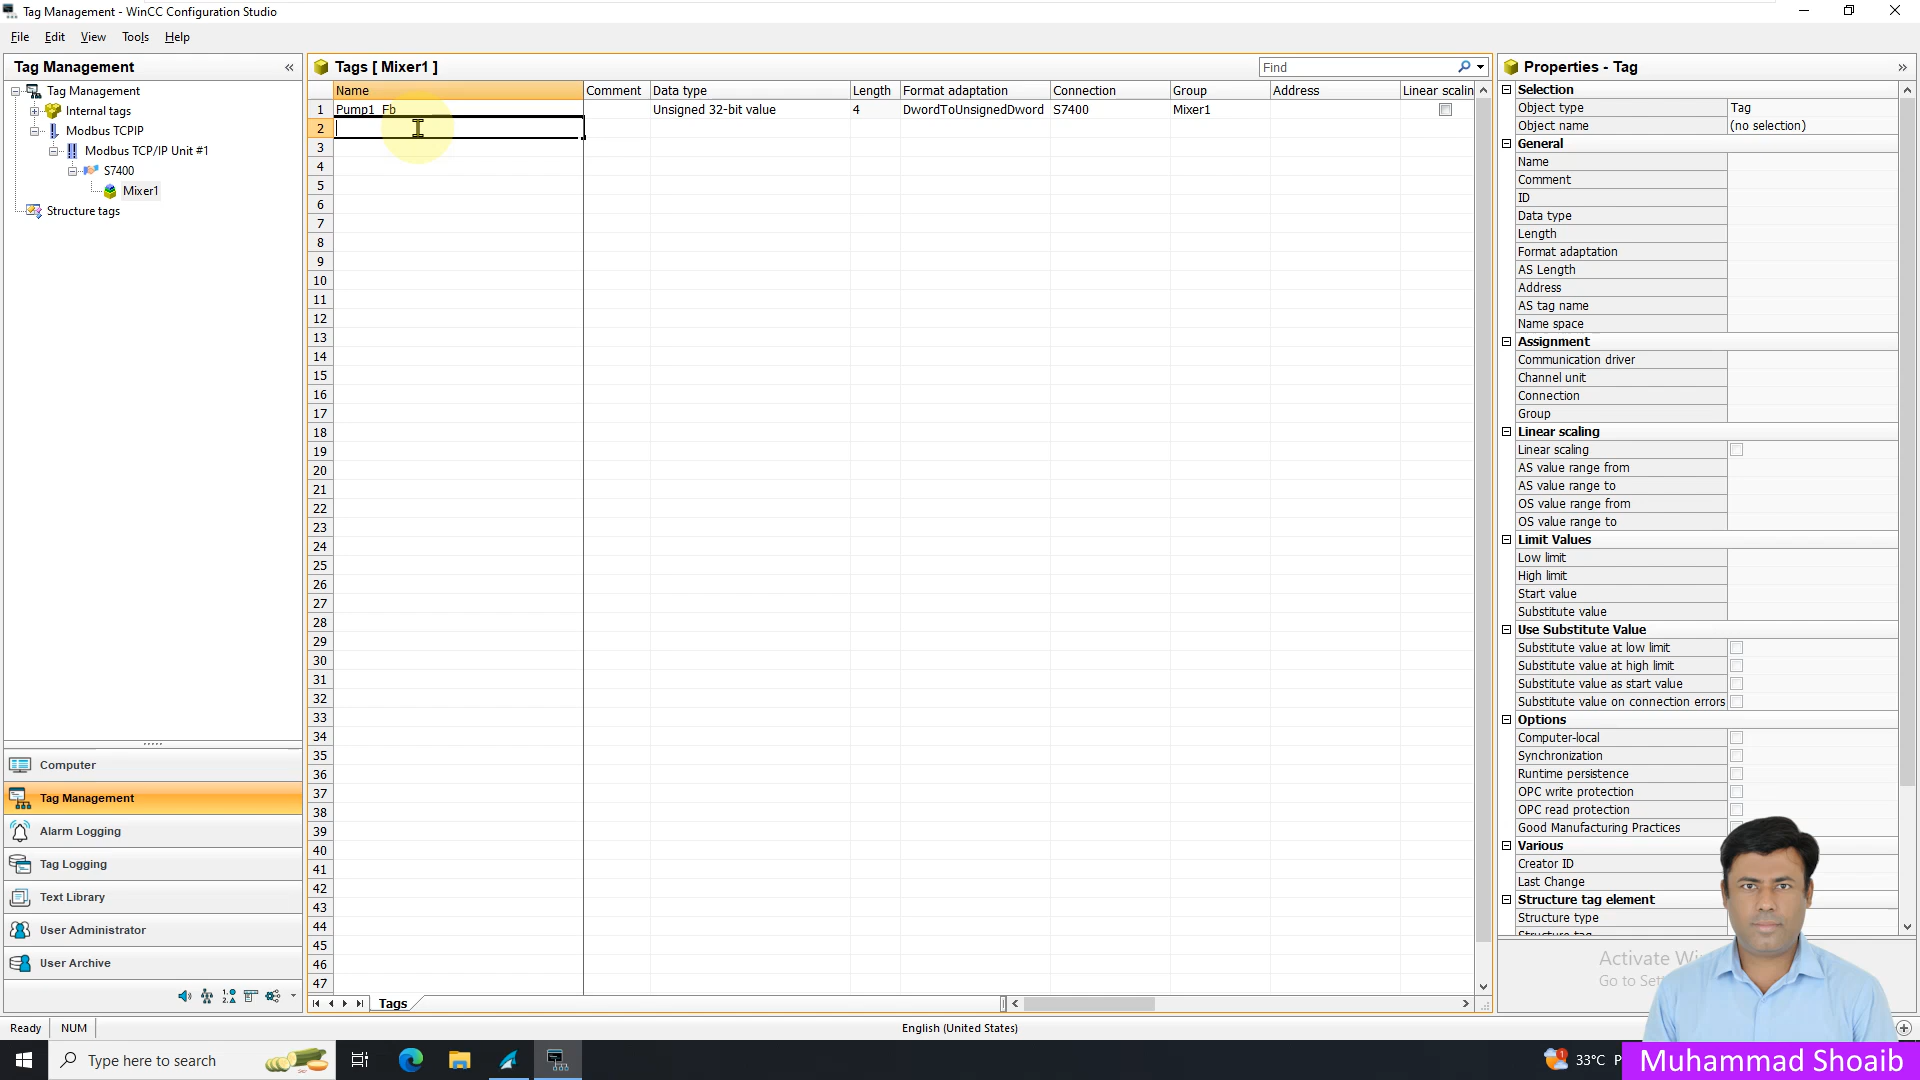 Tag Management - WinCC Configuration Studio
File Edit View Tools Help
Tag Management «
Tag Management
Internal tags
Modbus TCPIP
Modbus TCP/IP Unit #1
S7400
Mixer1
Structure tags
Computer
Tag Management
Alarm Logging
Tag Logging
Text Library
User Administrator
User Archive
Tags [ Mixer1 ] Find
Name Comment Data type Length Format adaptation Connection Group Address Linear scalin
1 Pump1_Fb Unsigned 32-bit value 4 DwordToUnsignedDword S7400 Mixer1
2
3
4
5
6
7
8
9
10
11
12
13
14
15
16
17
18
19
20
21
22
23
24
25
26
27
28
29
30
31
32
33
34
35
36
37
38
39
40
41
42
43
44
45
46
47
Tags
Properties - Tag »
Selection
Object type Tag
Object name (no selection)
General
Name
Comment
ID
Data type
Length
Format adaptation
AS Length
Address
AS tag name
Name space
Assignment
Communication driver
Channel unit
Connection
Group
Linear scaling
Linear scaling
AS value range from
AS value range to
OS value range from
OS value range to
Limit Values
Low limit
High limit
Start value
Substitute value
Use Substitute Value
Substitute value at low limit
Substitute value at high limit
Substitute value as start value
Substitute value on connection errors
Options
Computer-local
Synchronization
Runtime persistence
OPC write protection
OPC read protection
Good Manufacturing Practices
Various
Creator ID
Last Change
Structure tag element
Structure type
Activate Wi
Go to Set
Ready NUM English (United States)
Type here to search
33°C P
Muhammad Shoaib